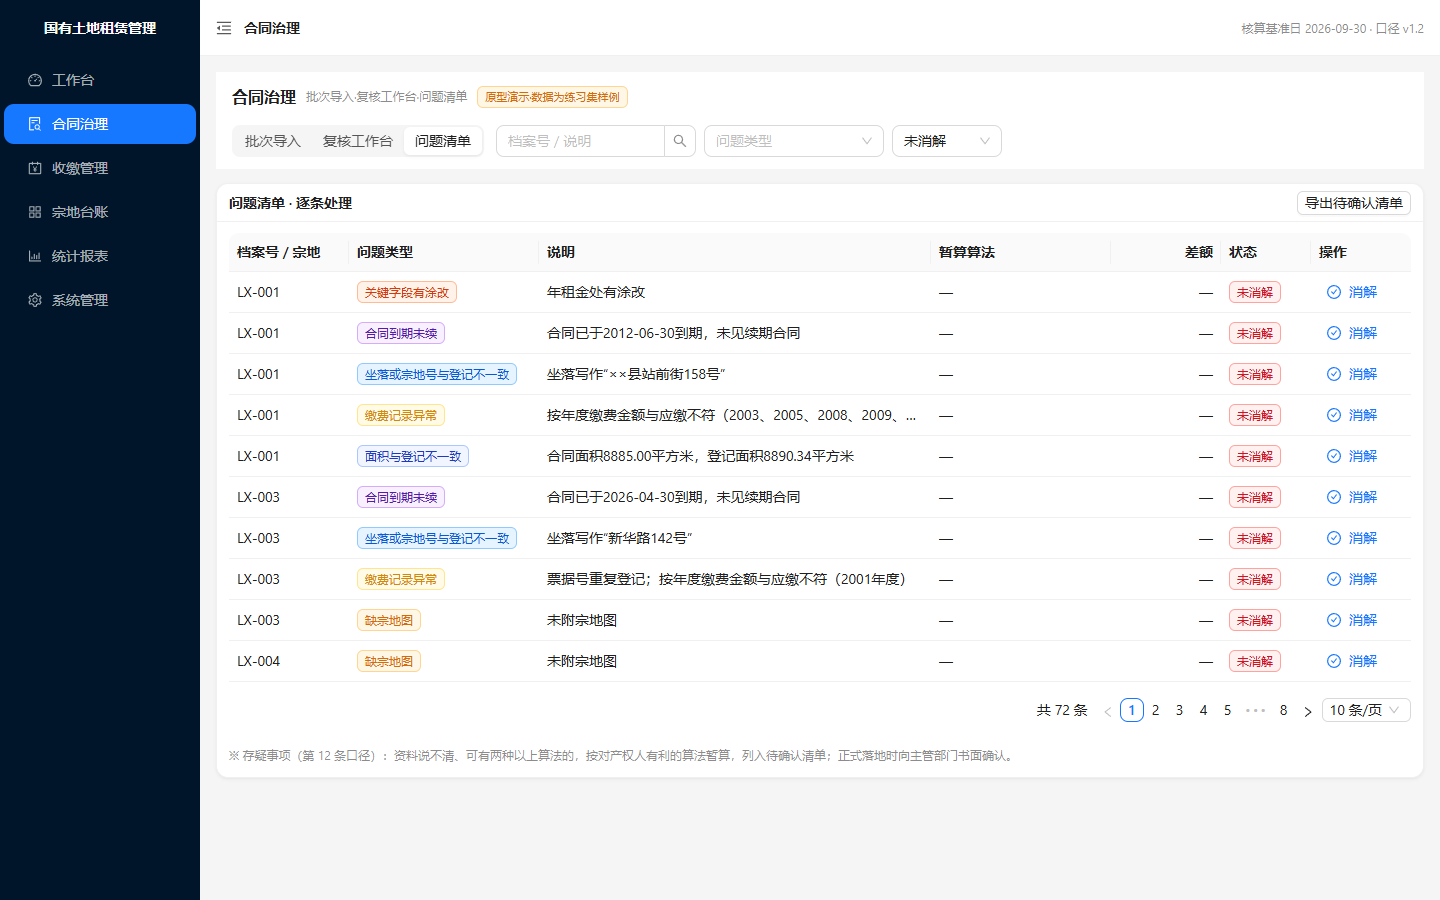 国有土地租赁管理
工作台
合同治理
收缴管理
宗地台账
统计报表
系统管理
合同治理
核算基准日 2026-09-30 · 口径 v1.2
合同治理 批次导入·复核工作台·问题清单 原型演示·数据为练习集样例
批次导入 复核工作台 问题清单 档案号 / 说明 问题类型 未消解
问题清单 · 逐条处理 导出待确认清单
档案号 / 宗地 问题类型 说明 暂算算法 差额 状态 操作
LX-001 关键字段有涂改 年租金处有涂改 — — 未消解 消解
LX-001 合同到期未续 合同已于2012-06-30到期，未见续期合同 — — 未消解 消解
LX-001 坐落或宗地号与登记不一致 坐落写作“××县站前街158号” — — 未消解 消解
LX-001 缴费记录异常 按年度缴费金额与应缴不符（2003、2005、2008、2009、... — — 未消解 消解
LX-001 面积与登记不一致 合同面积8885.00平方米，登记面积8890.34平方米 — — 未消解 消解
LX-003 合同到期未续 合同已于2026-04-30到期，未见续期合同 — — 未消解 消解
LX-003 坐落或宗地号与登记不一致 坐落写作“新华路142号” — — 未消解 消解
LX-003 缴费记录异常 票据号重复登记；按年度缴费金额与应缴不符（2001年度） — — 未消解 消解
LX-003 缺宗地图 未附宗地图 — — 未消解 消解
LX-004 缺宗地图 未附宗地图 — — 未消解 消解
共 72 条 1 2 3 4 5 ••• 8 10 条/页
※ 存疑事项（第 12 条口径）：资料说不清、可有两种以上算法的，按对产权人有利的算法暂算，列入待确认清单；正式落地时向主管部门书面确认。